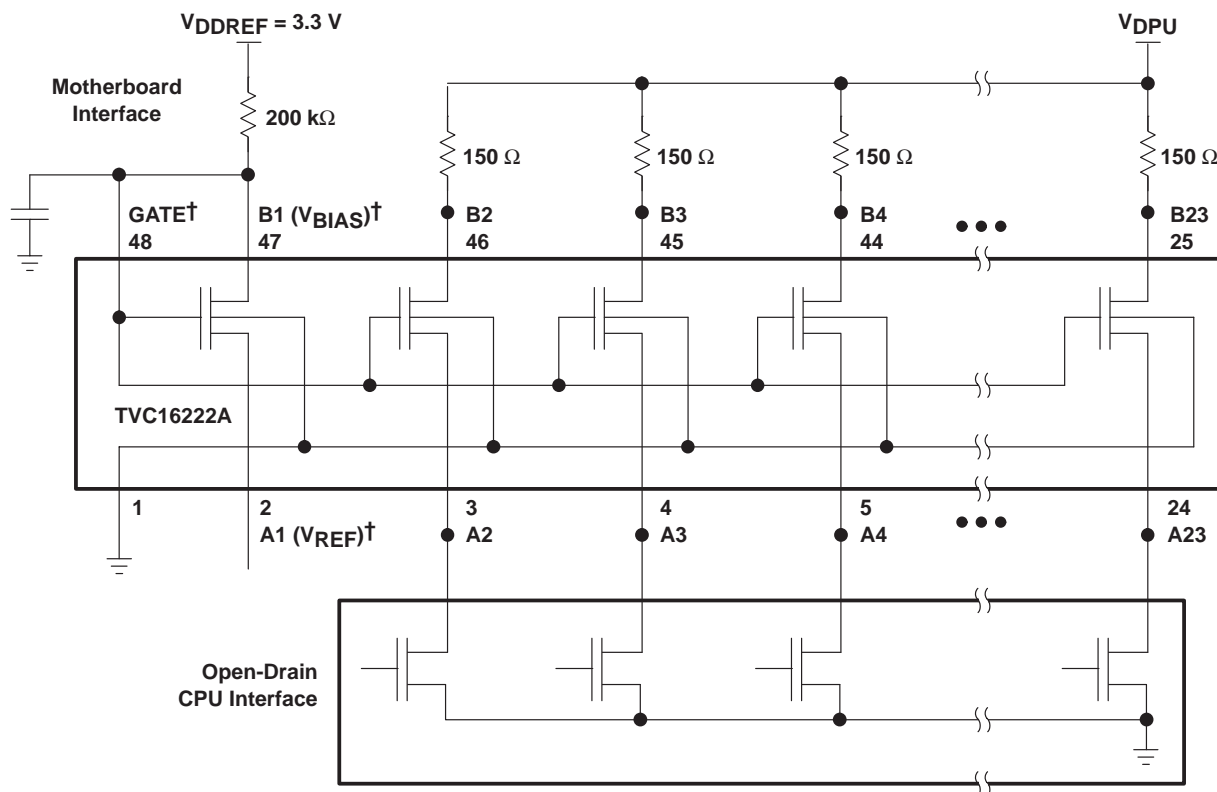 VDDREF = 3.3 V
VDPU
Motherboard
Interface
200 kΩ
150 Ω
150 Ω
150 Ω
150 Ω
GATE†
B1 (VBIAS)†
B2
B3
B4
B23
48
47
46
45
44
25
TVC16222A
1
2
3
4
5
24
A1 (VREF)†
A2
A3
A4
A23
Open-Drain
CPU Interface